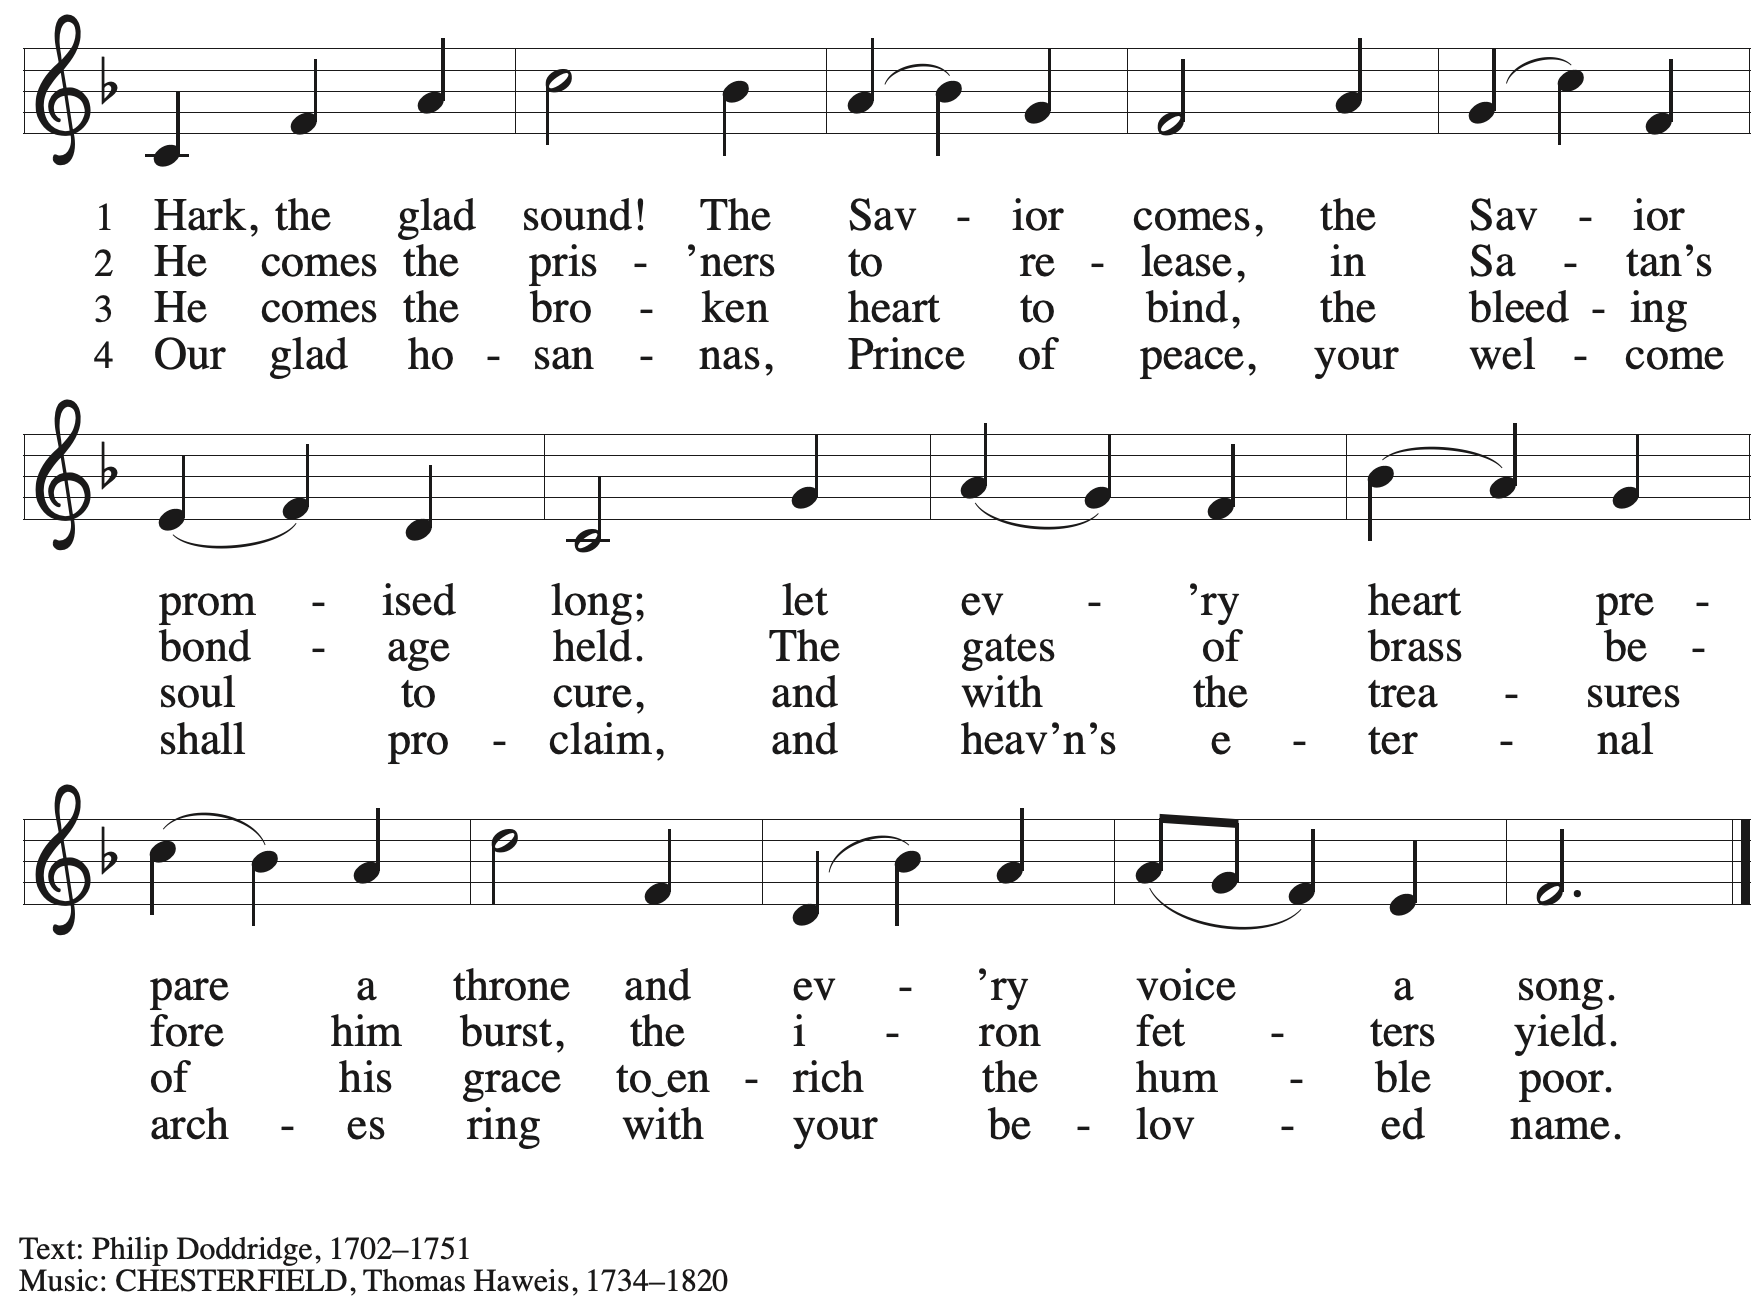 1 Hark, the glad sound! The Sav - ior comes, the Sav - ior
2 He comes the pris - ’ners to re - lease, in Sa - tan’s
3 He comes the bro - ken heart to bind, the bleed - ing
4 Our glad ho - san - nas, Prince of peace, your wel - come
prom - ised long; let ev - ’ry heart pre -
bond - age held. The gates of brass be -
soul to cure, and with the trea - sures
shall pro - claim, and heav’n’s e - ter - nal
pare a throne and ev - ’ry voice a song.
fore him burst, the i - ron fet - ters yield.
of his grace to‿en - rich the hum - ble poor.
arch - es ring with your be - lov - ed name.
Text: Philip Doddridge, 1702–1751
Music: CHESTERFIELD, Thomas Haweis, 1734–1820